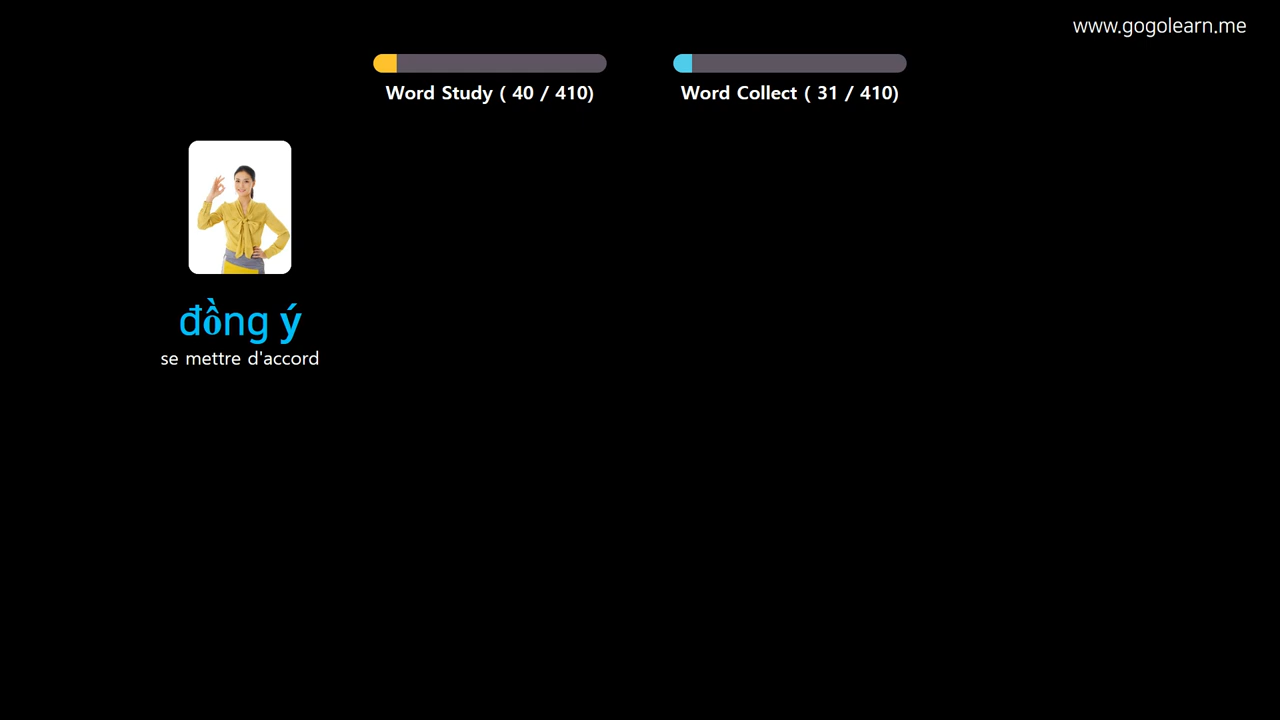 www.gogolearn.me
Word Study ( 40 / 410)
Word Collect ( 31 / 410)
đồng ý
se mettre d'accord